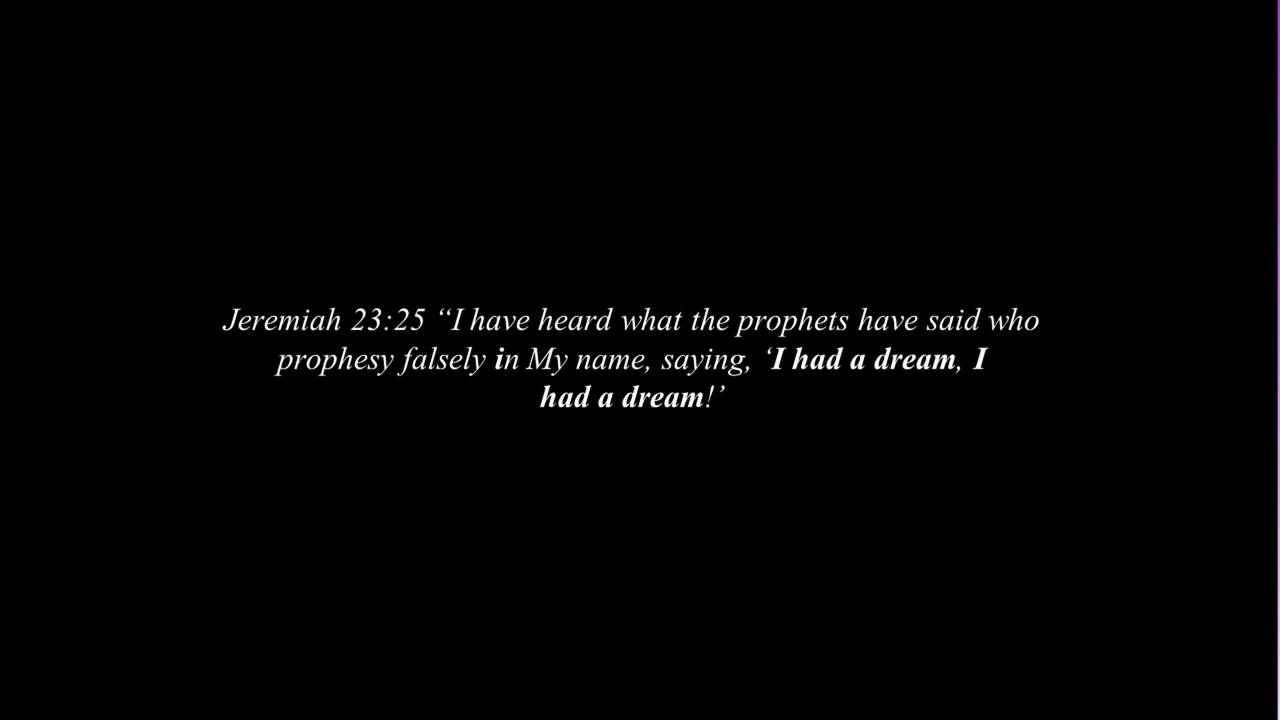 Jeremiah 23:25 “I have heard what the prophets have said who
prophesy falsely in My name, saying, ‘I had a dream, I
had a dream!’